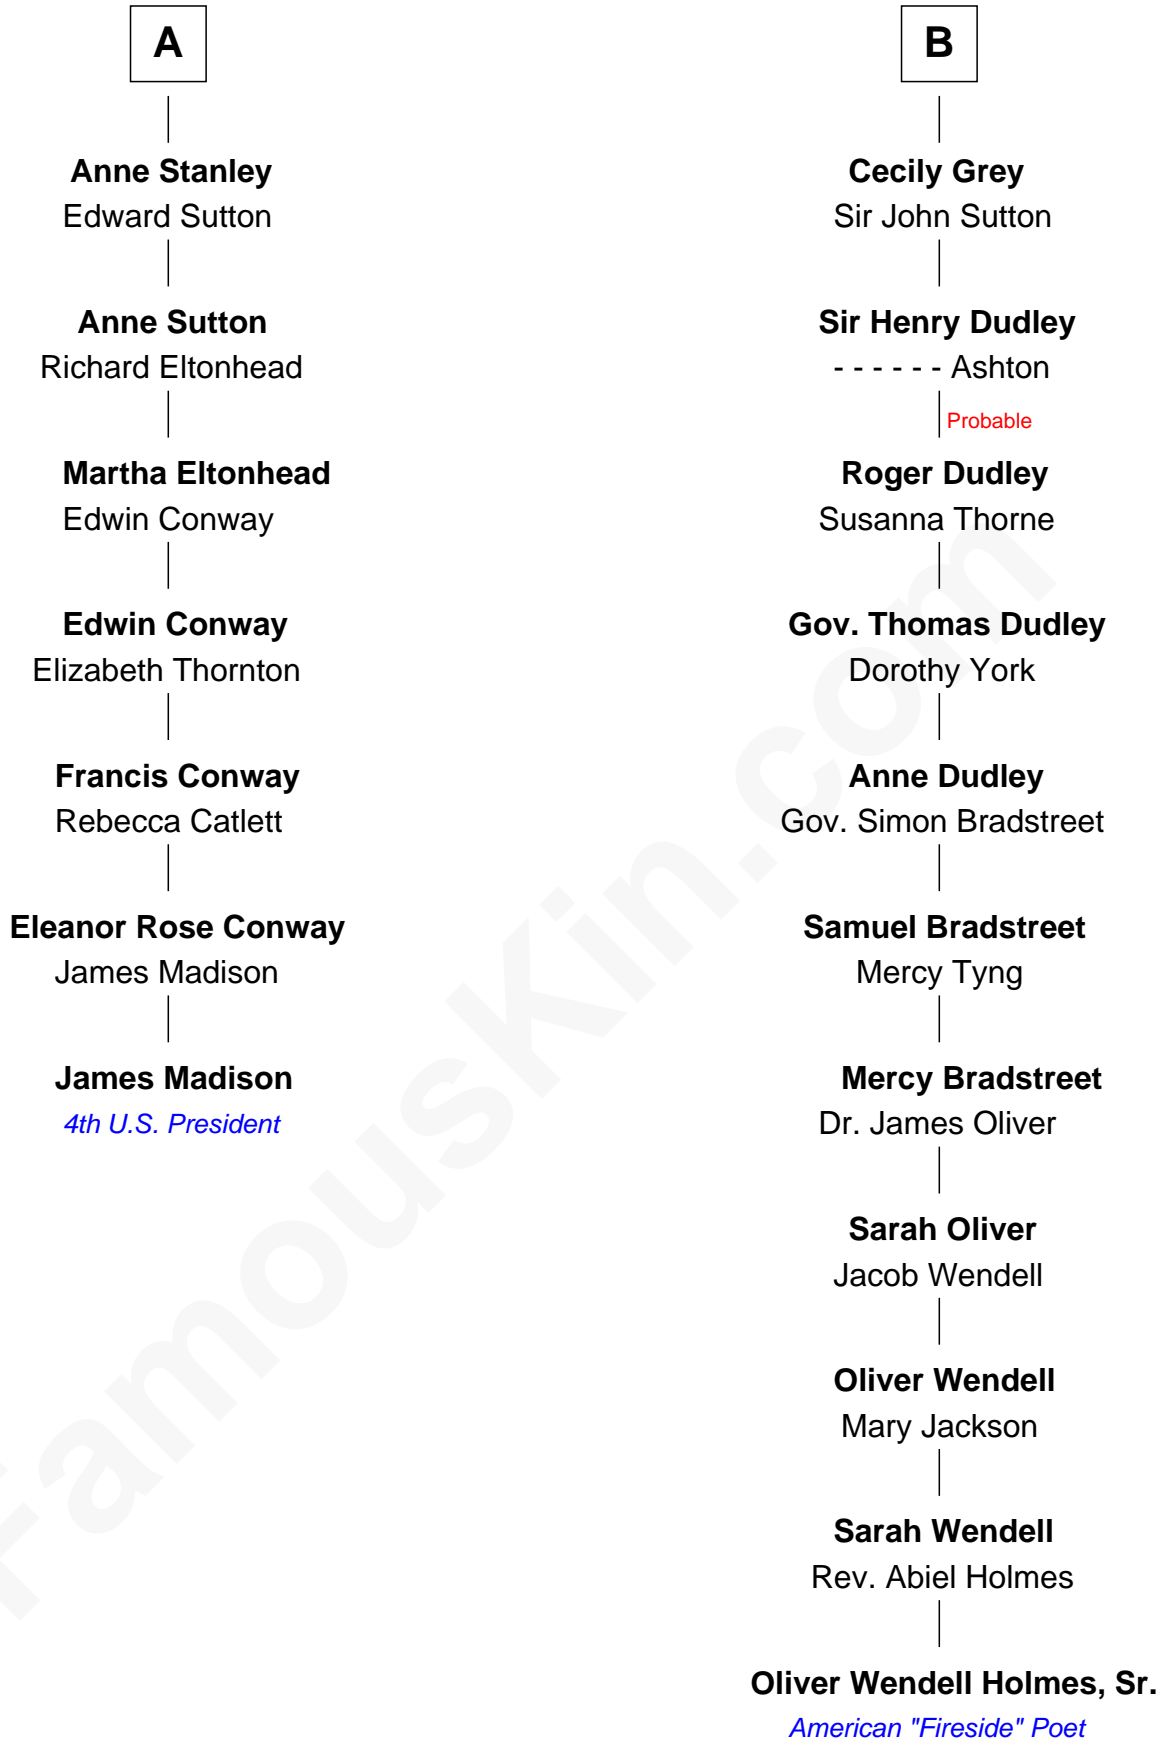 A
Anne Stanley
Edward Sutton
Anne Sutton
Richard Eltonhead
Martha Eltonhead
Edwin Conway
Edwin Conway
Elizabeth Thornton
Francis Conway
Rebecca Catlett
Eleanor Rose Conway
James Madison
James Madison
4th U.S. President
B
Cecily Grey
Sir John Sutton
Sir Henry Dudley
- - - - - - Ashton
Probable
Roger Dudley
Susanna Thorne
Gov. Thomas Dudley
Dorothy York
Anne Dudley
Gov. Simon Bradstreet
Samuel Bradstreet
Mercy Tyng
Mercy Bradstreet
Dr. James Oliver
Sarah Oliver
Jacob Wendell
Oliver Wendell
Mary Jackson
Sarah Wendell
Rev. Abiel Holmes
Oliver Wendell Holmes, Sr.
American "Fireside" Poet
FamousKin.com